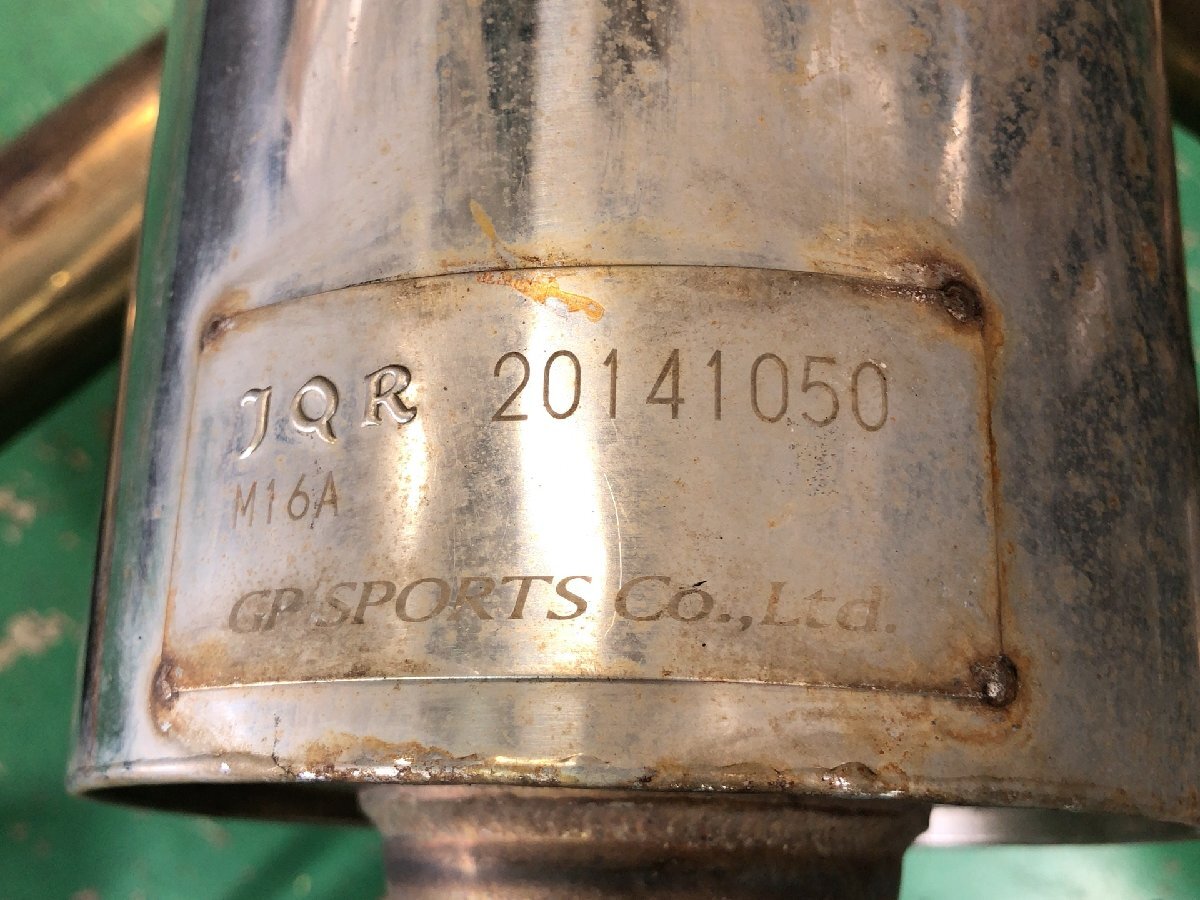 JQR 20141050
M16A
GP SPORTS Co.,Ltd.